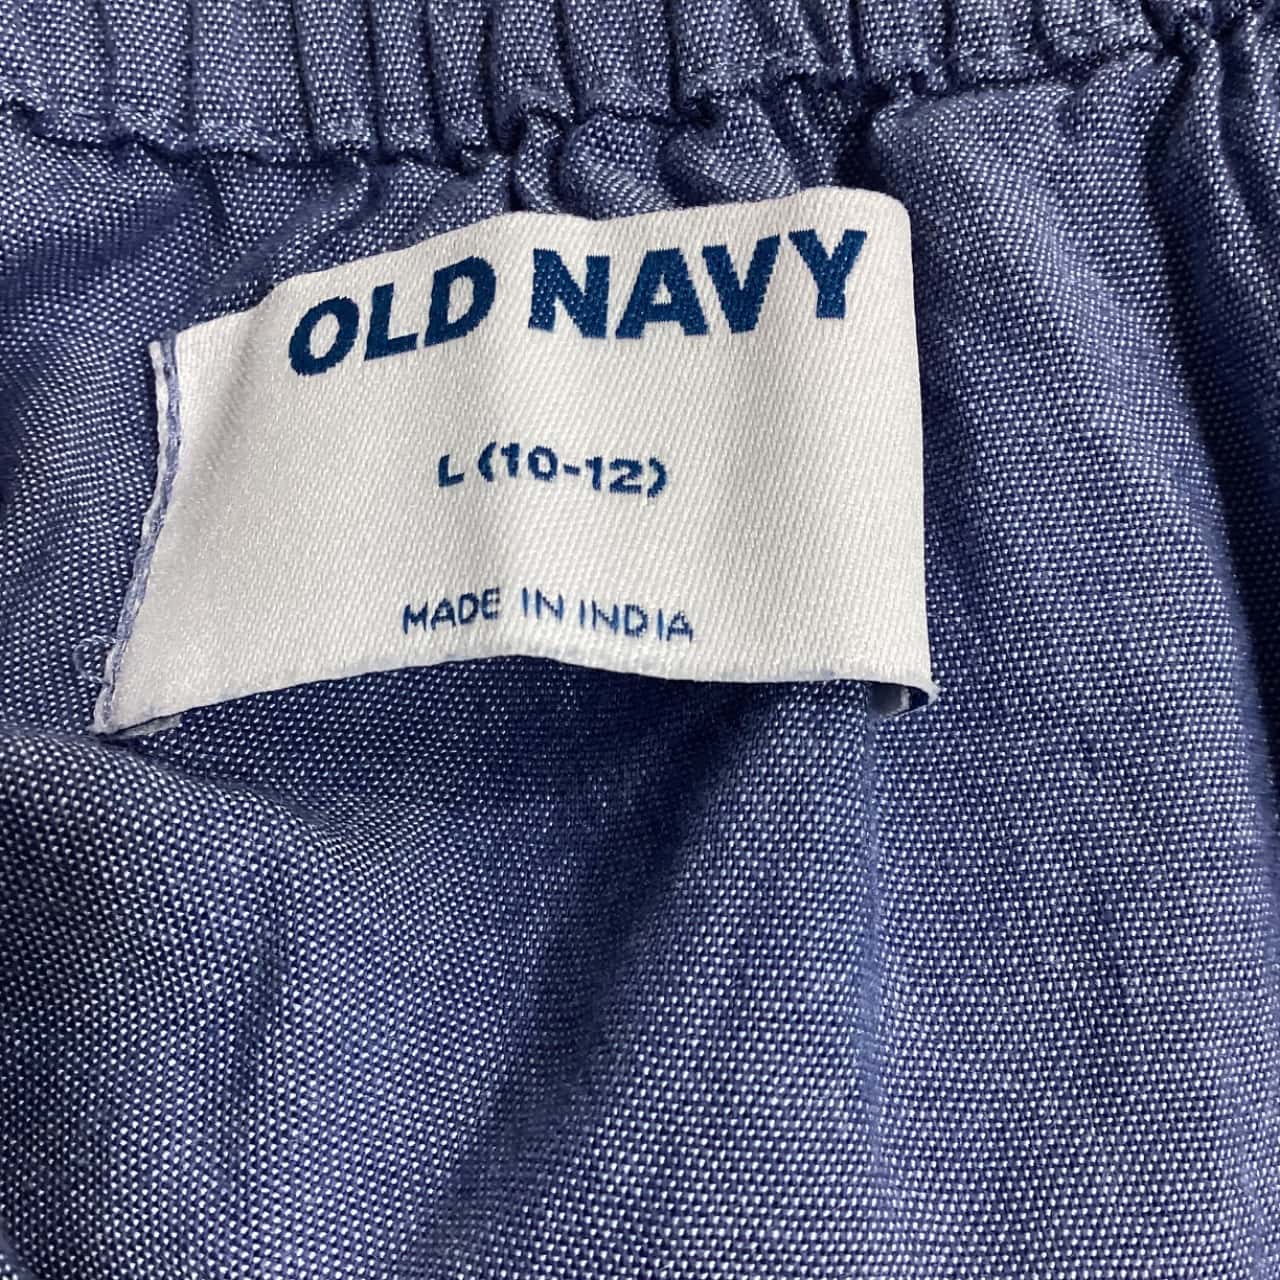 OLD NAVY
L (10-12)
MADE IN INDIA